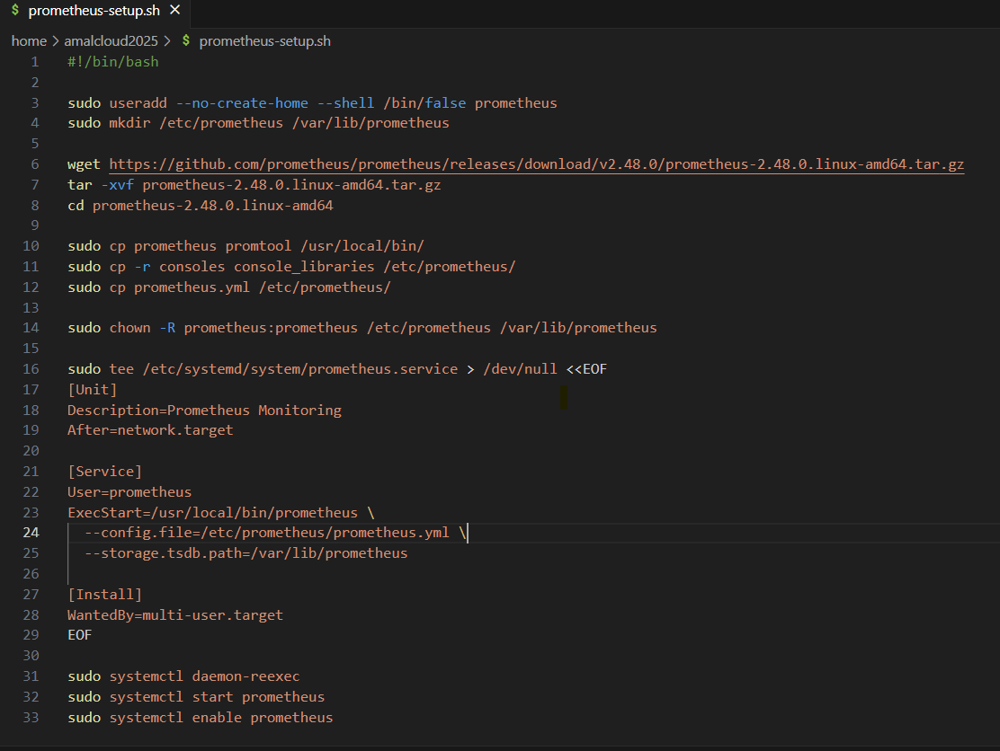 $ prometheus-setup.sh ×
home > amalcloud2025 > $ prometheus-setup.sh
1 #!/bin/bash
2
3 sudo useradd --no-create-home --shell /bin/false prometheus
4 sudo mkdir /etc/prometheus /var/lib/prometheus
5
6 wget https://github.com/prometheus/prometheus/releases/download/v2.48.0/prometheus-2.48.0.linux-amd64.tar.gz
7 tar -xvf prometheus-2.48.0.linux-amd64.tar.gz
8 cd prometheus-2.48.0.linux-amd64
9
10 sudo cp prometheus promtool /usr/local/bin/
11 sudo cp -r consoles console_libraries /etc/prometheus/
12 sudo cp prometheus.yml /etc/prometheus/
13
14 sudo chown -R prometheus:prometheus /etc/prometheus /var/lib/prometheus
15
16 sudo tee /etc/systemd/system/prometheus.service > /dev/null <<EOF
17 [Unit]
18 Description=Prometheus Monitoring
19 After=network.target
20
21 [Service]
22 User=prometheus
23 ExecStart=/usr/local/bin/prometheus \
24   --config.file=/etc/prometheus/prometheus.yml \
25   --storage.tsdb.path=/var/lib/prometheus
26
27 [Install]
28 WantedBy=multi-user.target
29 EOF
30
31 sudo systemctl daemon-reexec
32 sudo systemctl start prometheus
33 sudo systemctl enable prometheus